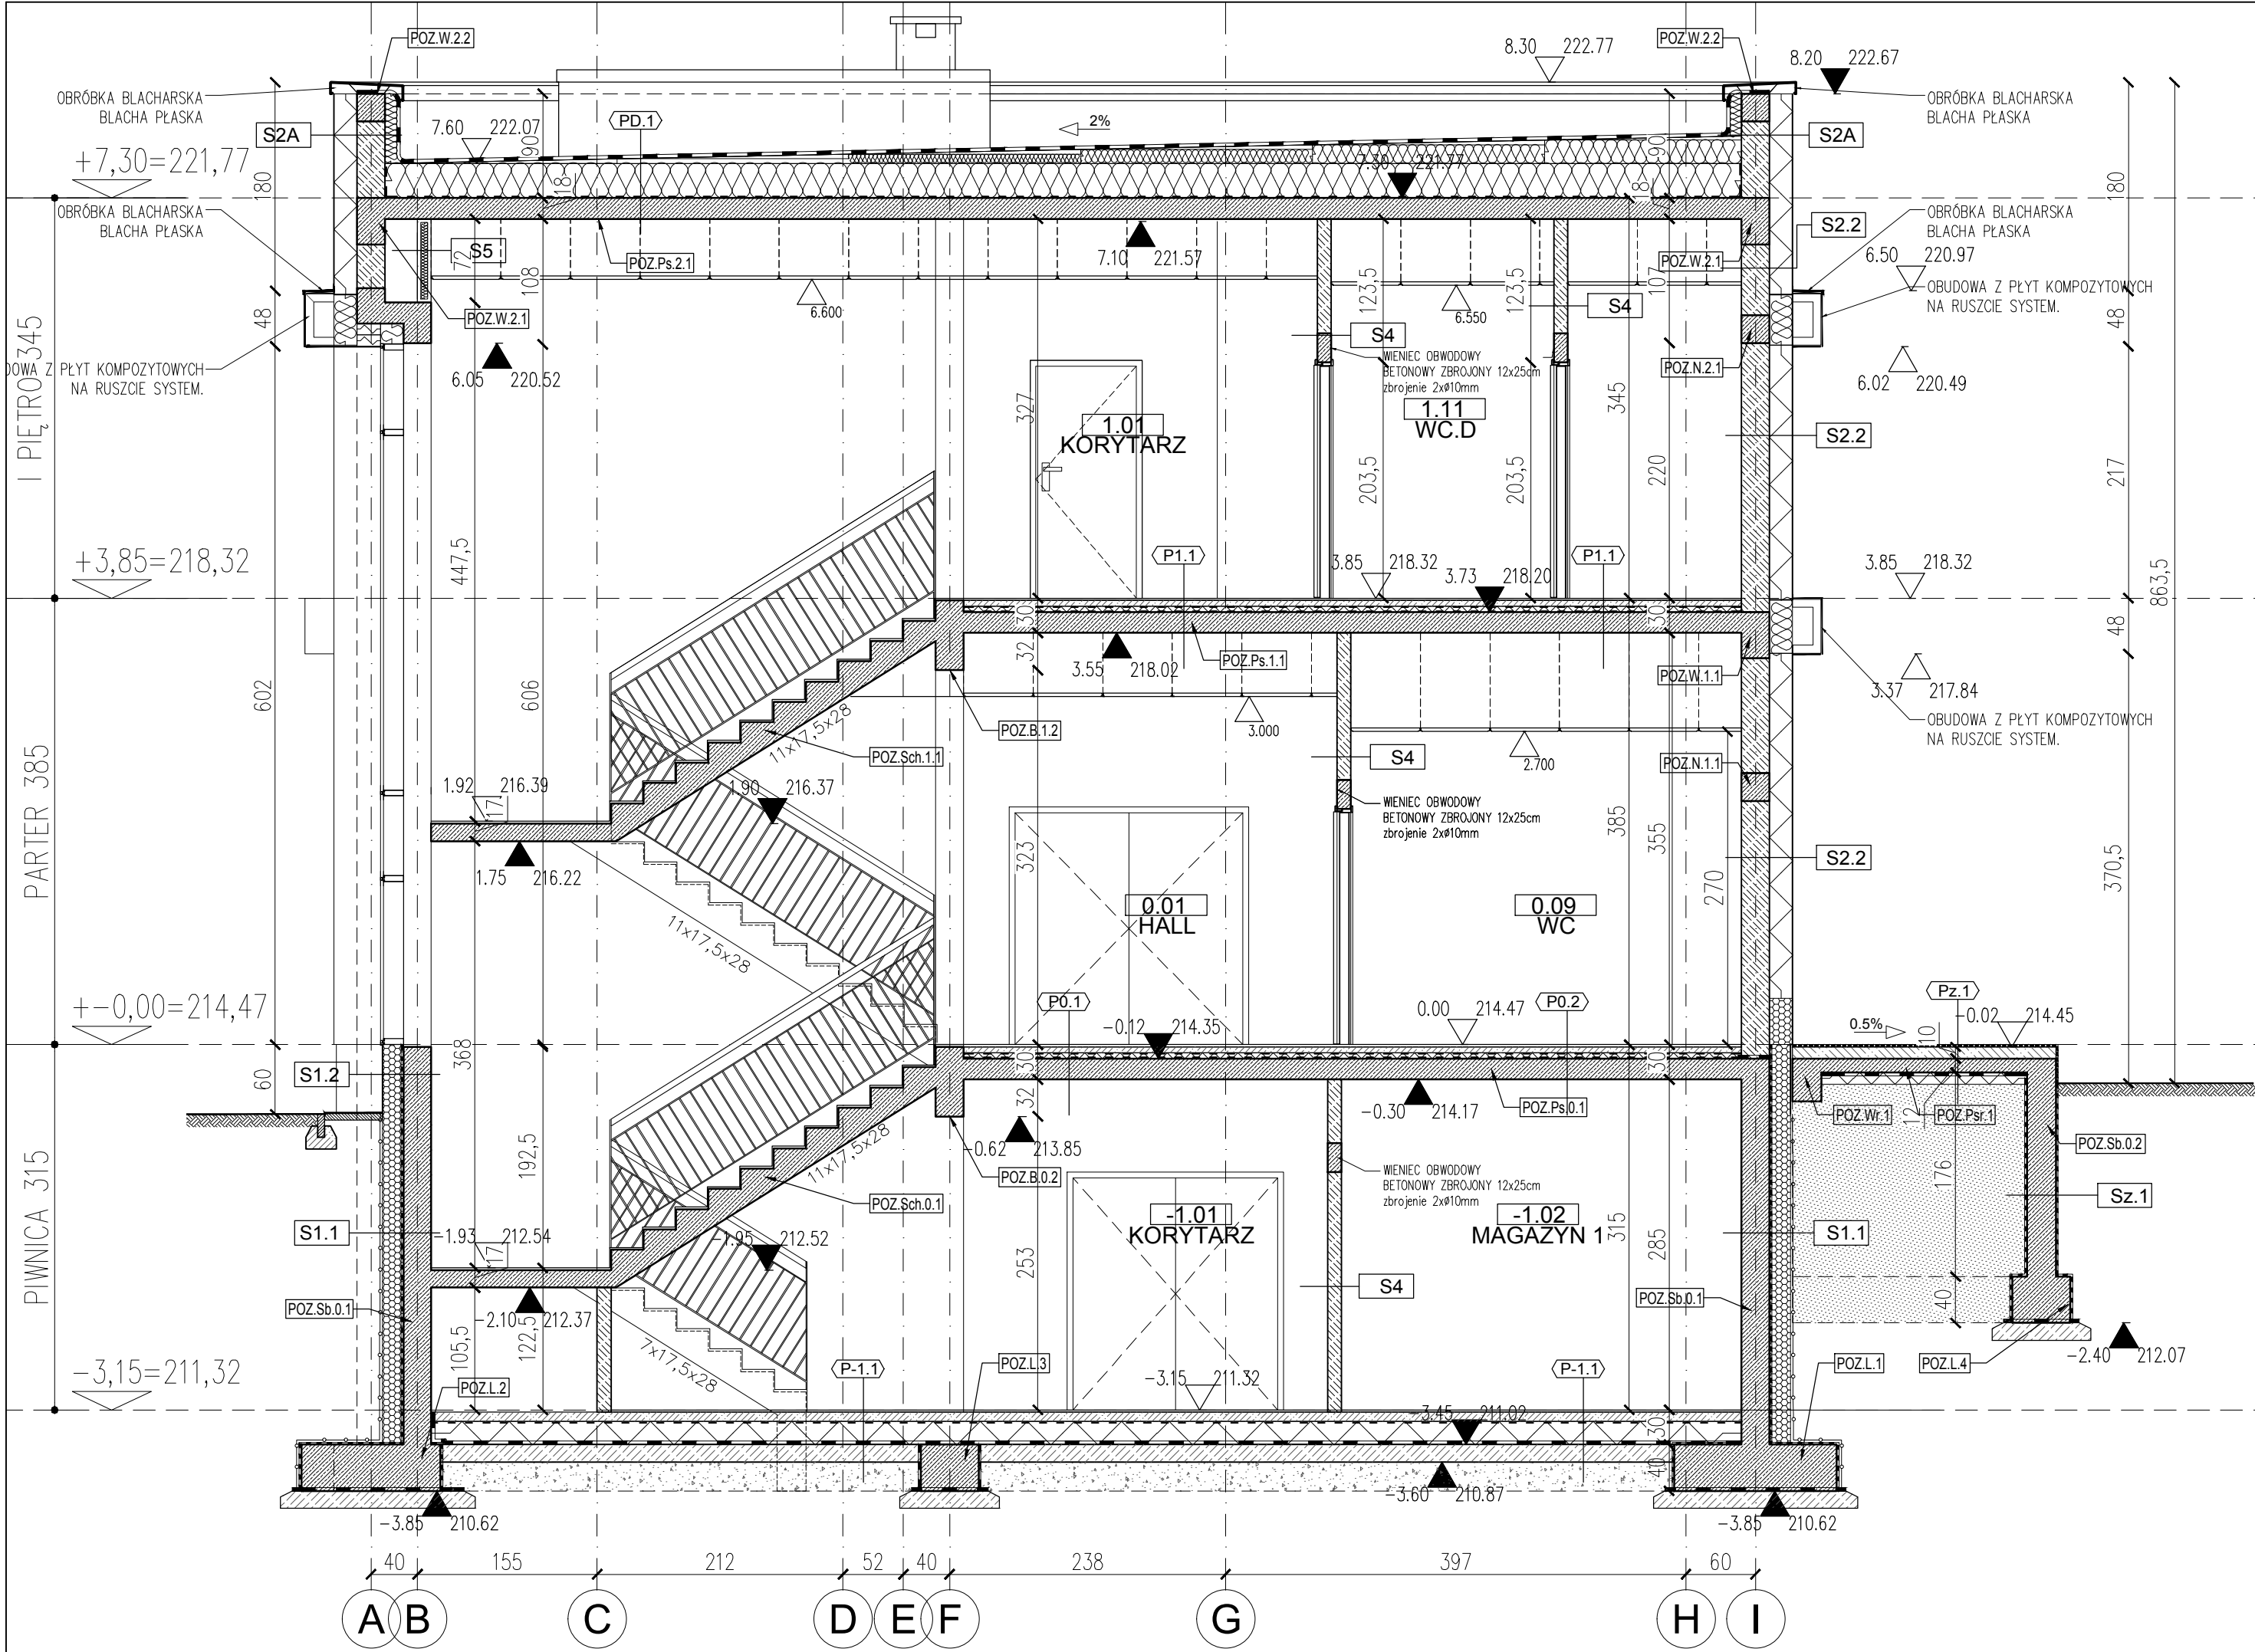 POZ.W.2.2
8.30 222.77
POZ.W.2.2
8.20 222.67
OBRÓBKA BLACHARSKA
BLACHA PŁASKA
OBRÓBKA BLACHARSKA
BLACHA PŁASKA
S2A
7.60 222.07
90
PD.1
2%
90
S2A
+7,30=221,77
180
18
7.30 221.77
18
180
OBRÓBKA BLACHARSKA
BLACHA PŁASKA
S5
72
108
POZ.Ps.2.1
7.10 221.57
123,5
123,5
107
POZ.W.2.1
S2.2
OBRÓBKA BLACHARSKA
BLACHA PŁASKA
6.50 220.97
OBUDOWA Z PŁYT KOMPOZYTOWYCH
NA RUSZCIE SYSTEM.
48
POZ.W.2.1
6.600
6.550
S4
S4
48
DOWA Z PŁYT KOMPOZYTOWYCH
NA RUSZCIE SYSTEM.
6.05 220.52
WIENIEC OBWODOWY
BETONOWY ZBROJONY 12x25cm
zbrojenie 2xø10mm
POZ.N.2.1
6.02 220.49
I PIĘTRO 345
327
1.01
KORYTARZ
1.11
WC.D
345
S2.2
203,5
203,5
220
217
+3,85=218,32
447,5
P1.1
3.85 218.32
3.73 218.20
P1.1
3.85 218.32
863,5
30
30
48
32
3.55 218.02
POZ.Ps.1.1
POZ.W.1.1
3.37 217.84
602
606
11x17,5x28
POZ.B.1.2
3.000
OBUDOWA Z PŁYT KOMPOZYTOWYCH
NA RUSZCIE SYSTEM.
POZ.Sch.1.1
S4
2.700
POZ.N.1.1
1.92 216.39
17
1.90 216.37
WIENIEC OBWODOWY
BETONOWY ZBROJONY 12x25cm
zbrojenie 2xø10mm
PARTER 385
1.75 216.22
323
385
355
270
S2.2
370,5
11x17,5x28
0.01
HALL
0.09
WC
+-0,00=214,47
P0.1
-0.12 214.35
0.00 214.47
P0.2
Pz.1
0.5%
-0.02 214.45
10
60
S1.2
368
30
30
32
-0.30 214.17
POZ.Ps.0.1
POZ.Wr.1
12
POZ.Psr.1
11x17,5x28
-0.62 213.85
POZ.B.0.2
POZ.Sb.0.2
PIWNICA 315
192,5
POZ.Sch.0.1
WIENIEC OBWODOWY
BETONOWY ZBROJONY 12x25cm
zbrojenie 2xø10mm
176
Sz.1
S1.1
-1.93 212.54
17
-1.95 212.52
253
-1.01
KORYTARZ
-1.02
MAGAZYN 1
315
285
S1.1
S4
POZ.Sb.0.1
-2.10 212.37
POZ.Sb.0.1
40
105,5
122,5
7x17,5x28
-2.40 212.07
-3,15=211,32
POZ.L.2
P-1.1
POZ.L.3
-3.15 211.32
P-1.1
POZ.L.1
POZ.L.4
-3.45 211.02
30
40
-3.60 210.87
-3.85 210.62
-3.85 210.62
40 155 212 52 40 238 397 60
A B C D E F G H I